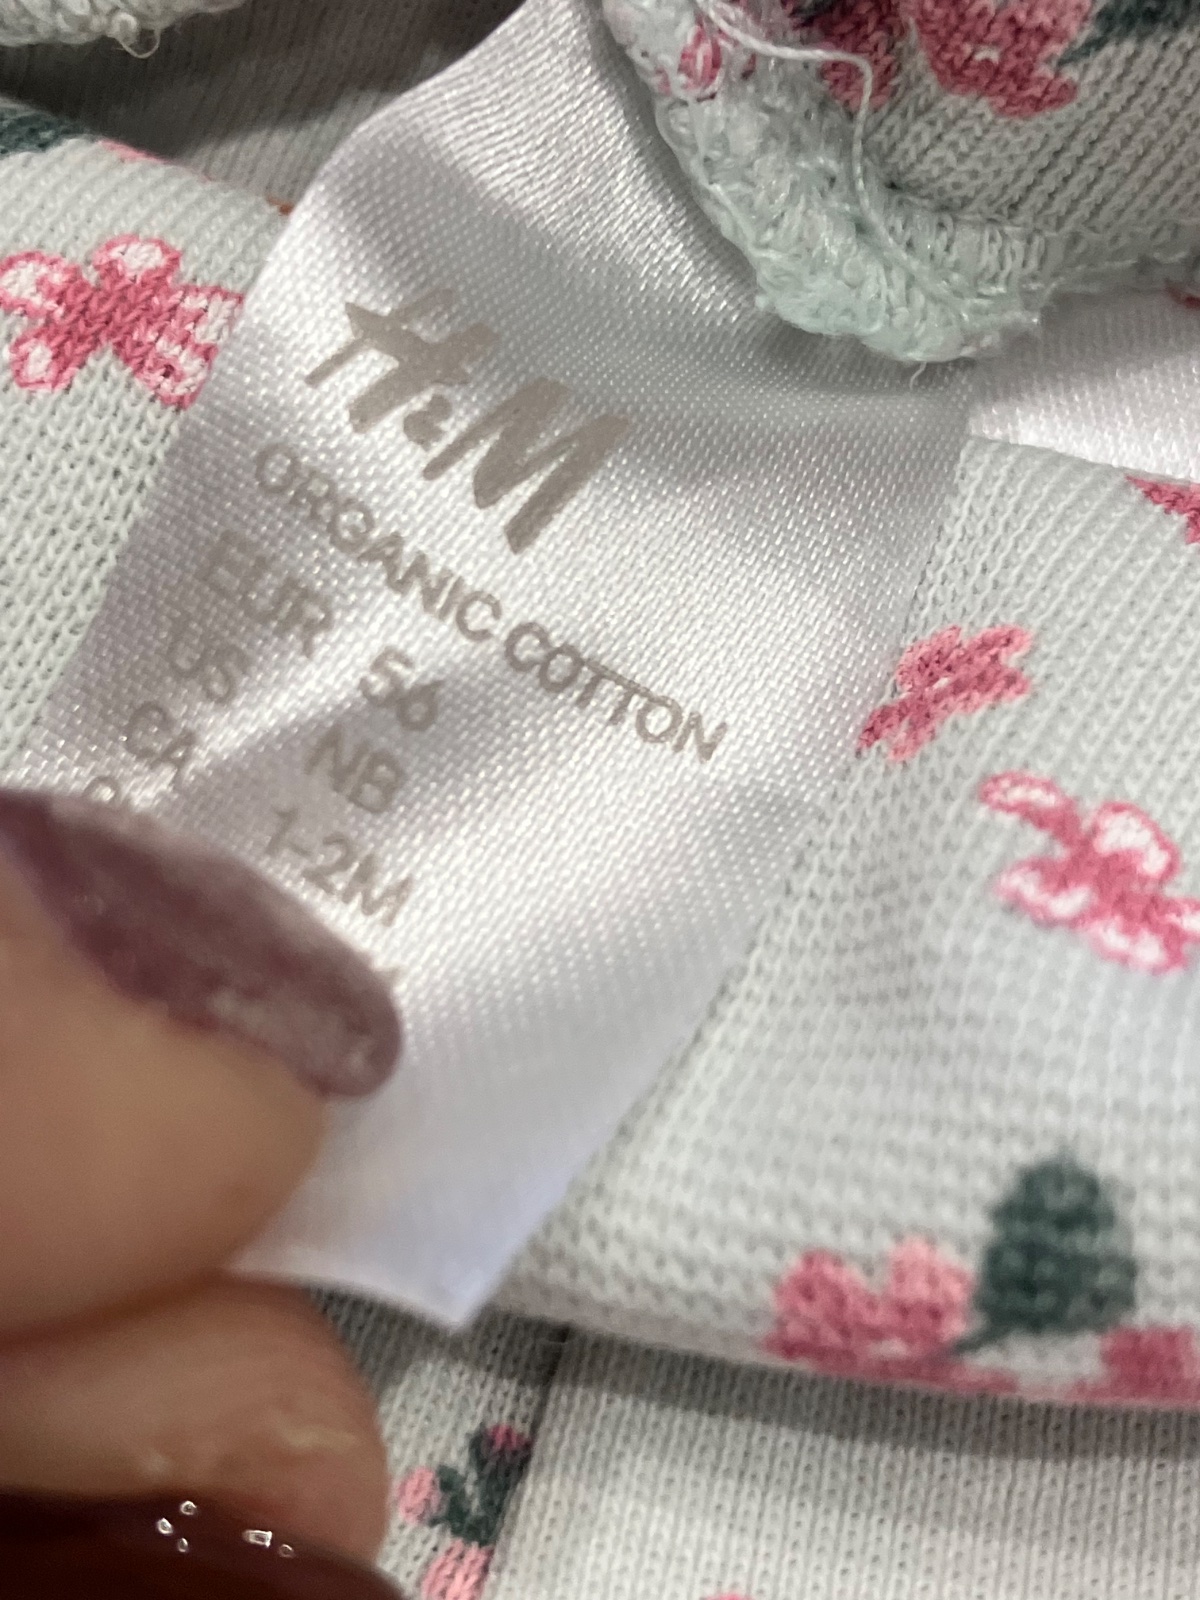 H&M
ORGANIC COTTON
EUR 56
US NB
CA 1-2M